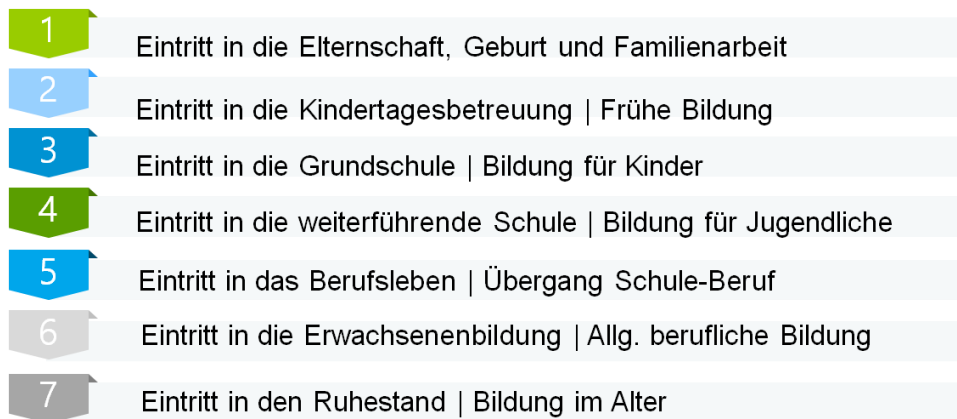 1 Eintritt in die Elternschaft, Geburt und Familienarbeit
2 Eintritt in die Kindertagesbetreuung | Frühe Bildung
3 Eintritt in die Grundschule | Bildung für Kinder
4 Eintritt in die weiterführende Schule | Bildung für Jugendliche
5 Eintritt in das Berufsleben | Übergang Schule-Beruf
6 Eintritt in die Erwachsenenbildung | Allg. berufliche Bildung
7 Eintritt in den Ruhestand | Bildung im Alter